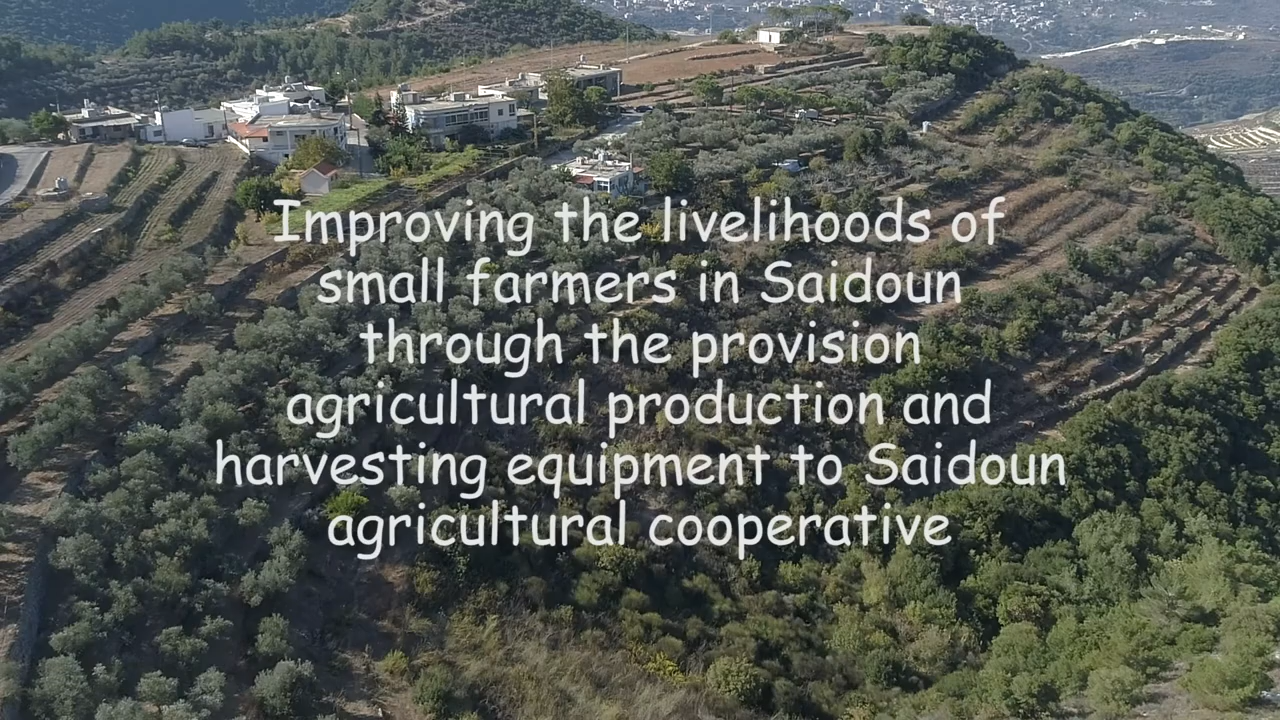 Improving the livelihoods of
small farmers in Saidoun
through the provision
agricultural production and
harvesting equipment to Saidoun
agricultural cooperative